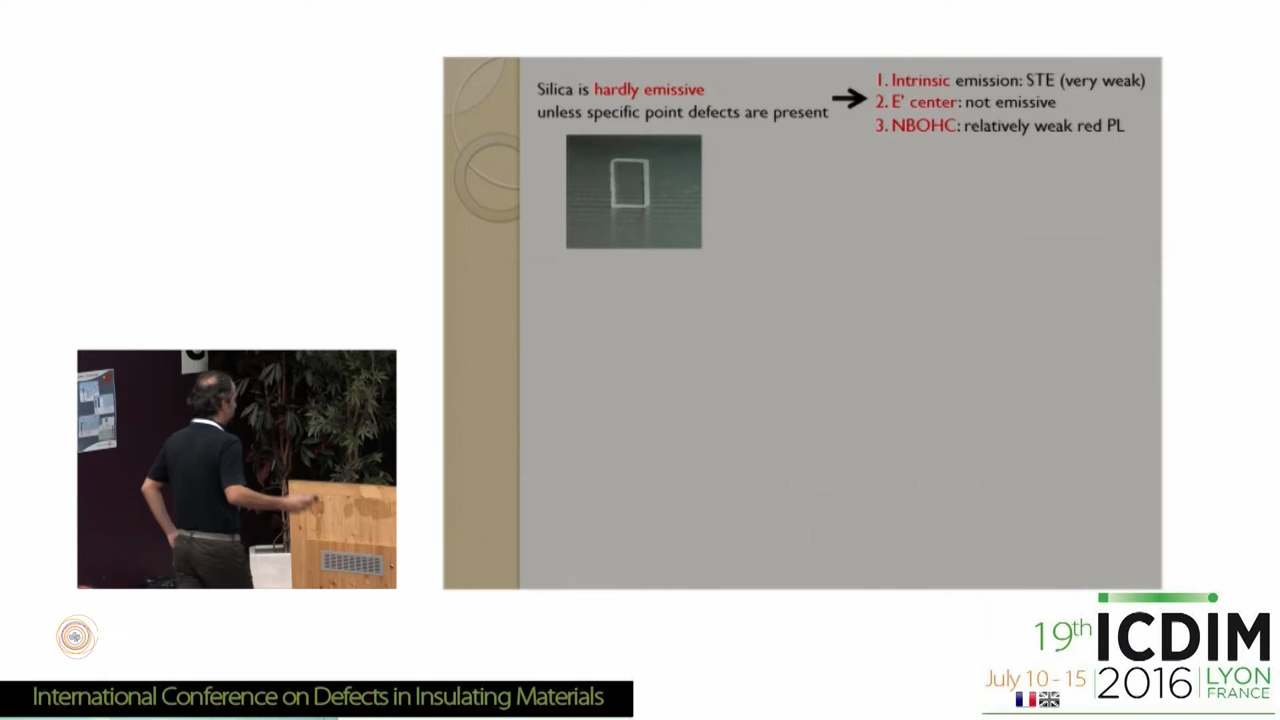 Silica is hardly emissive
unless specific point defects are present
1. Intrinsic emission: STE (very weak)
2. E' center: not emissive
3. NBOHC: relatively weak red PL
19th ICDIM
July 10 - 15 2016 LYON
FRANCE
International Conference on Defects in Insulating Materials